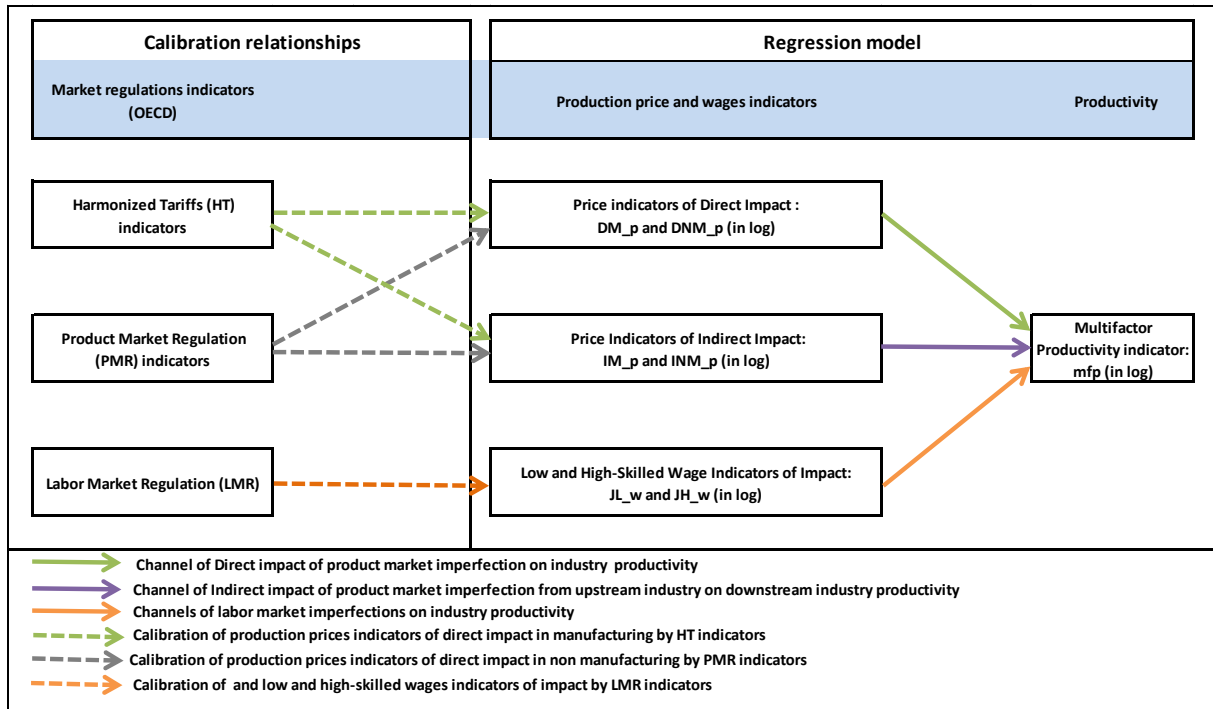 Calibration relationships
Regression model
Market regulations indicators
(OECD)
Production price and wages indicators
Productivity
Harmonized Tariffs (HT)
indicators
Price indicators of Direct Impact :
DM_p and DNM_p (in log)
Product Market Regulation
(PMR) indicators
Price Indicators of Indirect Impact:
IM_p and INM_p (in log)
Multifactor
Productivity indicator:
mfp (in log)
Labor Market Regulation (LMR)
Low and High-Skilled Wage Indicators of Impact:
JL_w and JH_w (in log)
Channel of Direct impact of product market imperfection on industry productivity
Channel of Indirect impact of product market imperfection from upstream industry on downstream industry productivity
Channels of labor market imperfections on industry productivity
Calibration of production prices indicators of direct impact in manufacturing by HT indicators
Calibration of production prices indicators of direct impact in non manufacturing by PMR indicators
Calibration of and low and high-skilled wages indicators of impact by LMR indicators